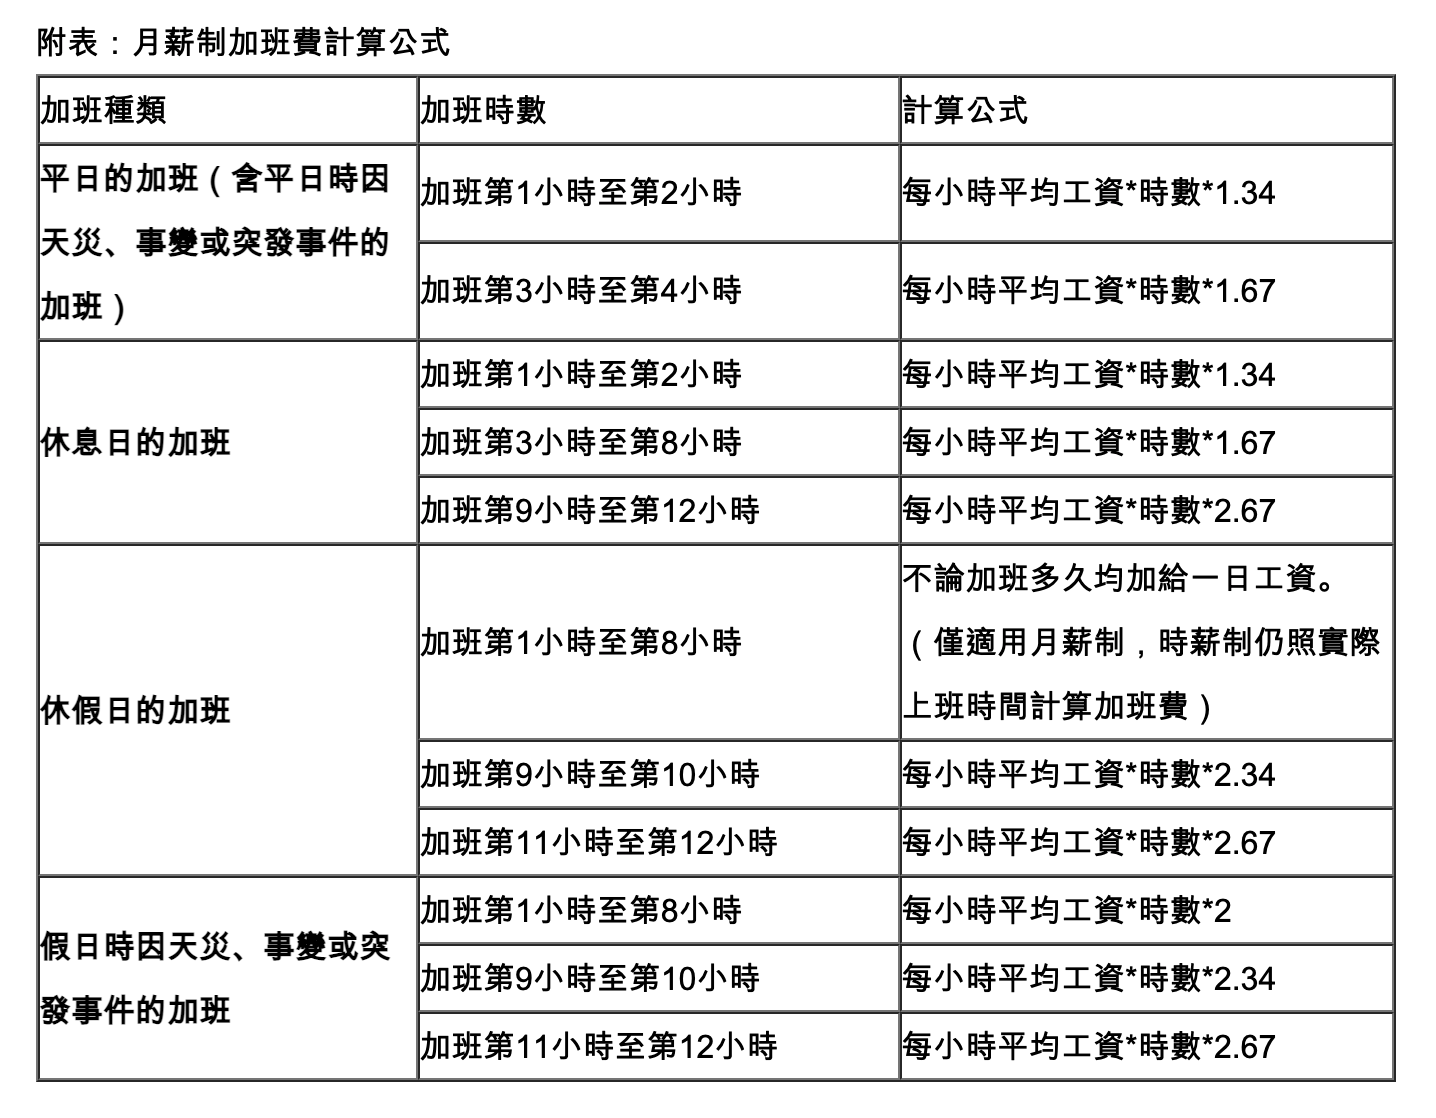 附表：月薪制加班費計算公式
加班種類
加班時數
計算公式
平日的加班（含平日時因
天災、事變或突發事件的
加班）
加班第1小時至第2小時
每小時平均工資*時數*1.34
加班第3小時至第4小時
每小時平均工資*時數*1.67
休息日的加班
加班第1小時至第2小時
每小時平均工資*時數*1.34
加班第3小時至第8小時
每小時平均工資*時數*1.67
加班第9小時至第12小時
每小時平均工資*時數*2.67
休假日的加班
加班第1小時至第8小時
不論加班多久均加給一日工資。
（僅適用月薪制，時薪制仍照實際
上班時間計算加班費）
加班第9小時至第10小時
每小時平均工資*時數*2.34
加班第11小時至第12小時
每小時平均工資*時數*2.67
假日時因天災、事變或突
發事件的加班
加班第1小時至第8小時
每小時平均工資*時數*2
加班第9小時至第10小時
每小時平均工資*時數*2.34
加班第11小時至第12小時
每小時平均工資*時數*2.67